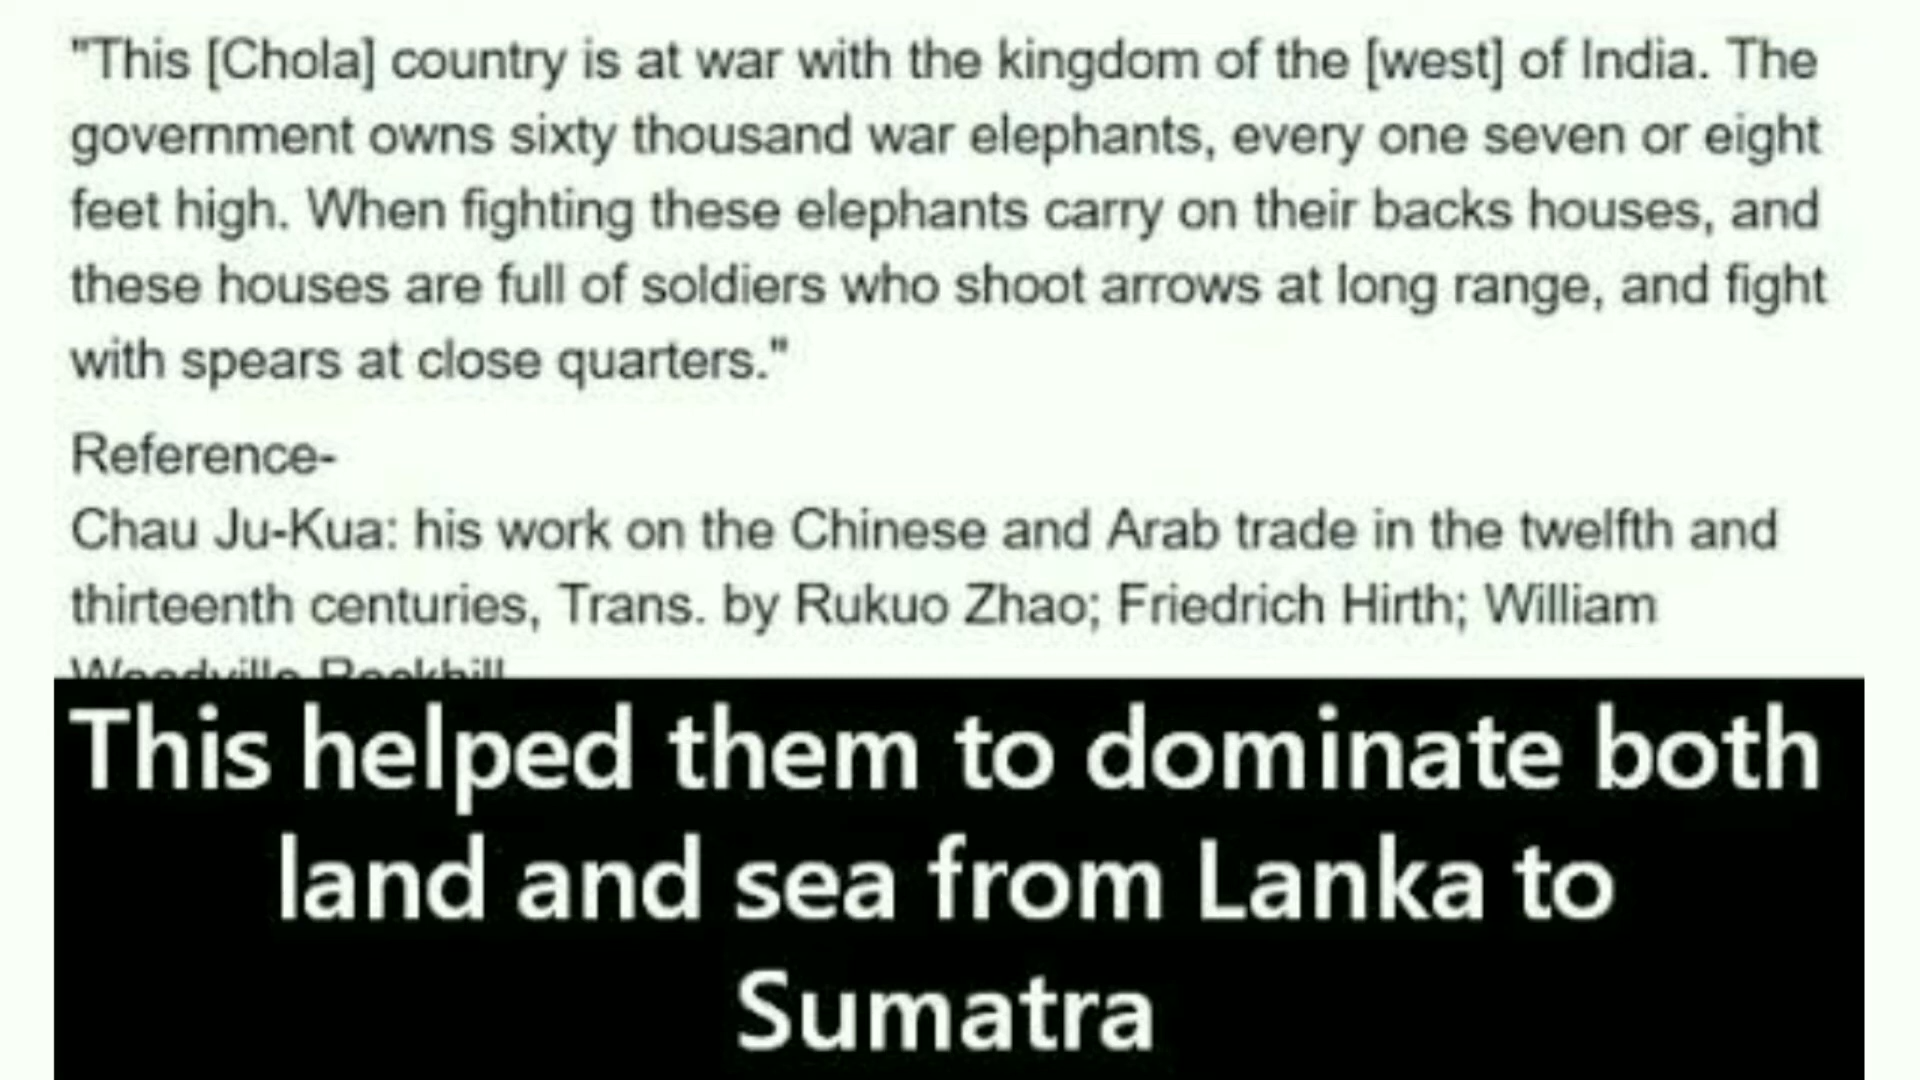 "This [Chola] country is at war with the kingdom of the [west] of India. The
government owns sixty thousand war elephants, every one seven or eight
feet high. When fighting these elephants carry on their backs houses, and
these houses are full of soldiers who shoot arrows at long range, and fight
with spears at close quarters."
Reference-
Chau Ju-Kua: his work on the Chinese and Arab trade in the twelfth and
thirteenth centuries, Trans. by Rukuo Zhao; Friedrich Hirth; William
Woodville Rockhill
This helped them to dominate both
land and sea from Lanka to
Sumatra